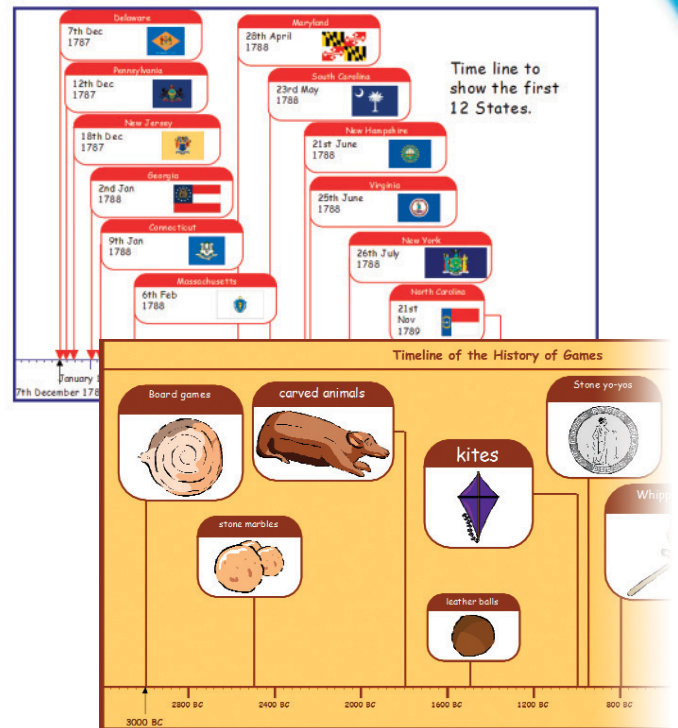 Delaware
7th Dec
1787
Pennsylvania
12th Dec
1787
New Jersey
18th Dec
1787
Georgia
2nd Jan
1788
Connecticut
9th Jan
1788
Massachusetts
6th Feb
1788
Maryland
28th April
1788
South Carolina
23rd May
1788
New Hampshire
21st June
1788
Virginia
25th June
1788
New York
26th July
1788
North Carolina
21st
Nov
1789
Time line to
show the first
12 States.
January 1
7th December 178
Timeline of the History of Games
Board games
carved animals
stone marbles
kites
leather balls
Stone yo-yos
Whipp
2800 BC
2400 BC
2000 BC
1600 BC
1200 BC
800 BC
3000 BC